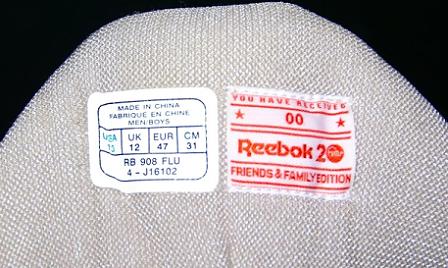 MADE IN CHINA
FABRIQUE EN CHINE
MEN/BOYS
USA UK EUR CM
13 12 47 31
RB 908 FLU
4 - J16102
YOU HAVE RECEIVED
00
Reebok 20
FRIENDS & FAMILY EDITION